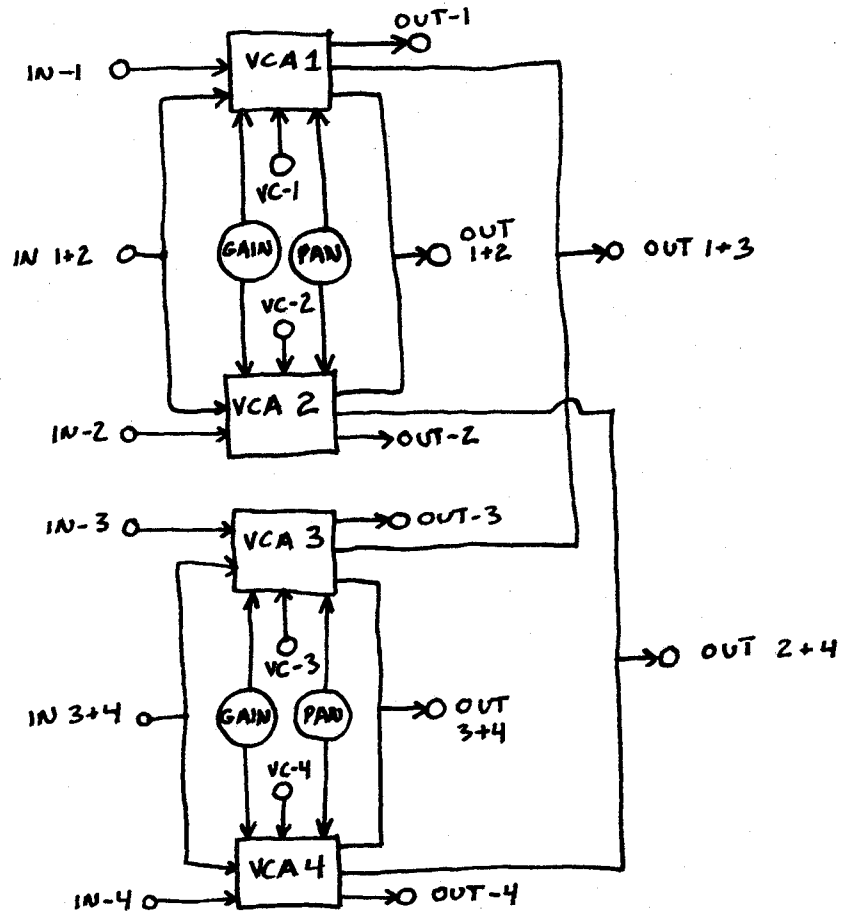 OUT-1
IN-1
VCA 1
VC-1
IN 1+2
GAIN
PAN
OUT
1+2
OUT 1+3
VC-2
VCA 2
IN-2
OUT-2
IN-3
VCA 3
OUT-3
VC-3
OUT 2+4
IN 3+4
GAIN
PAN
OUT
3+4
VC-4
VCA 4
IN-4
OUT-4